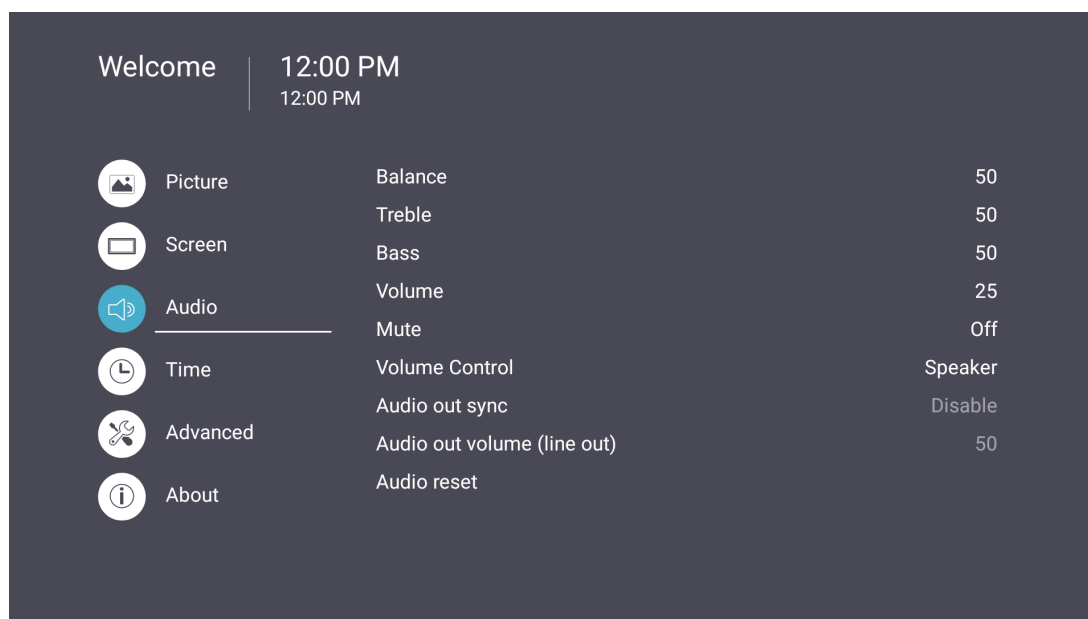 Welcome
12:00 PM
12:00 PM
Picture
Screen
Audio
Time
Advanced
About
Balance 50
Treble 50
Bass 50
Volume 25
Mute Off
Volume Control Speaker
Audio out sync Disable
Audio out volume (line out) 50
Audio reset